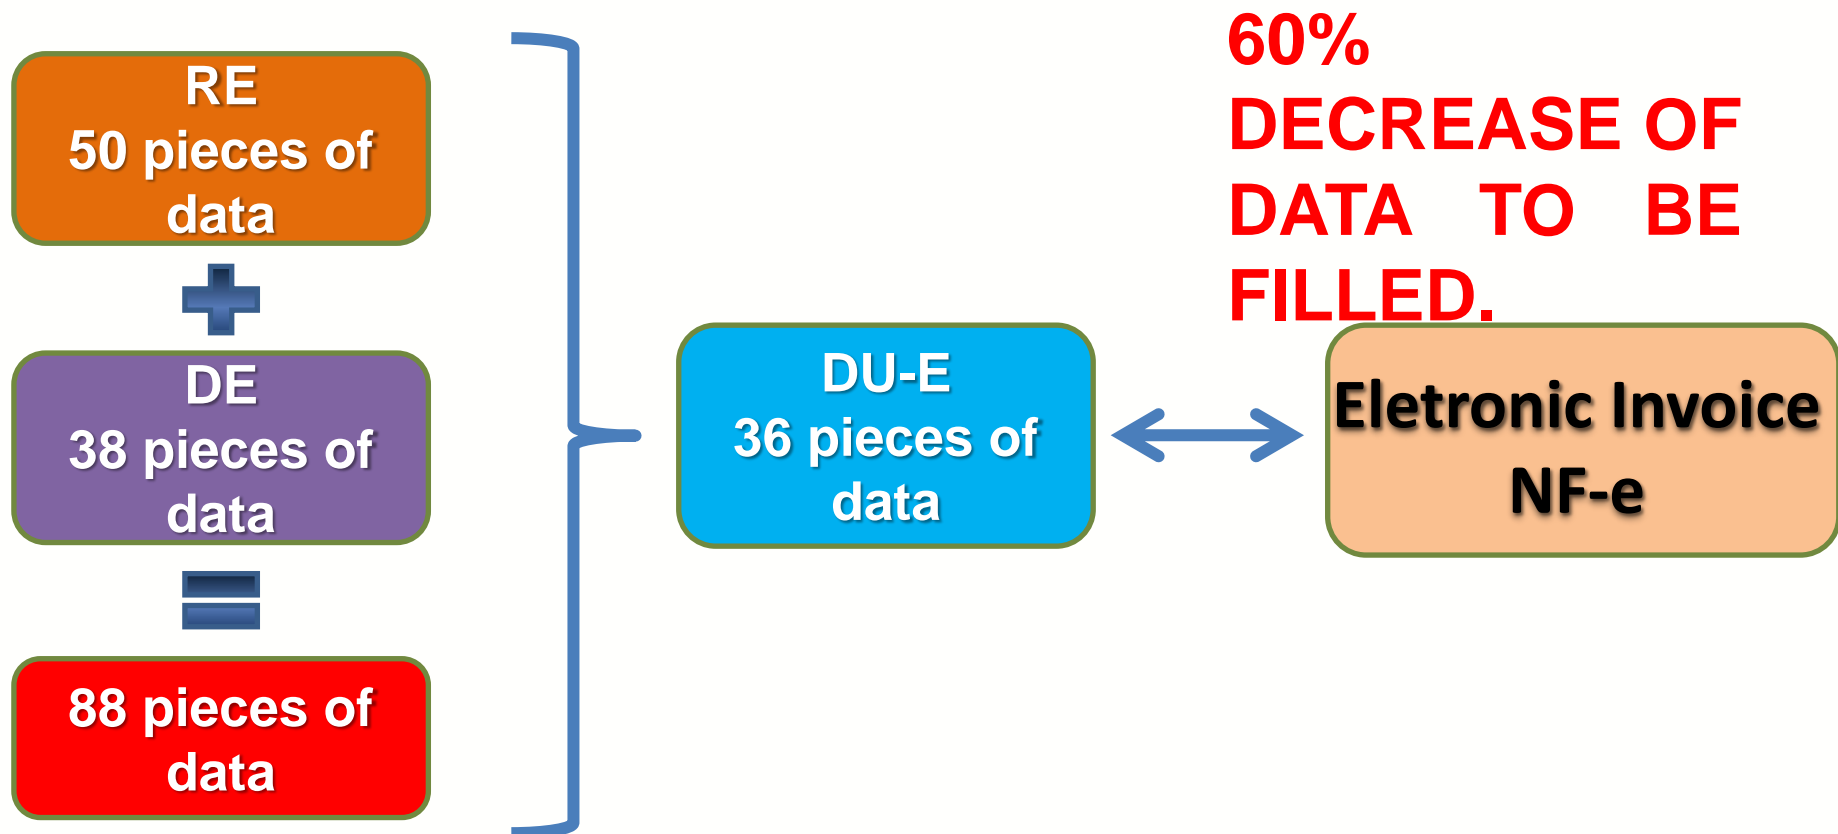 RE
50 pieces of
data
DE
38 pieces of
data
88 pieces of
data
DU-E
36 pieces of
data
60%
DECREASE OF
DATA TO BE
FILLED.
Eletronic Invoice
NF-e